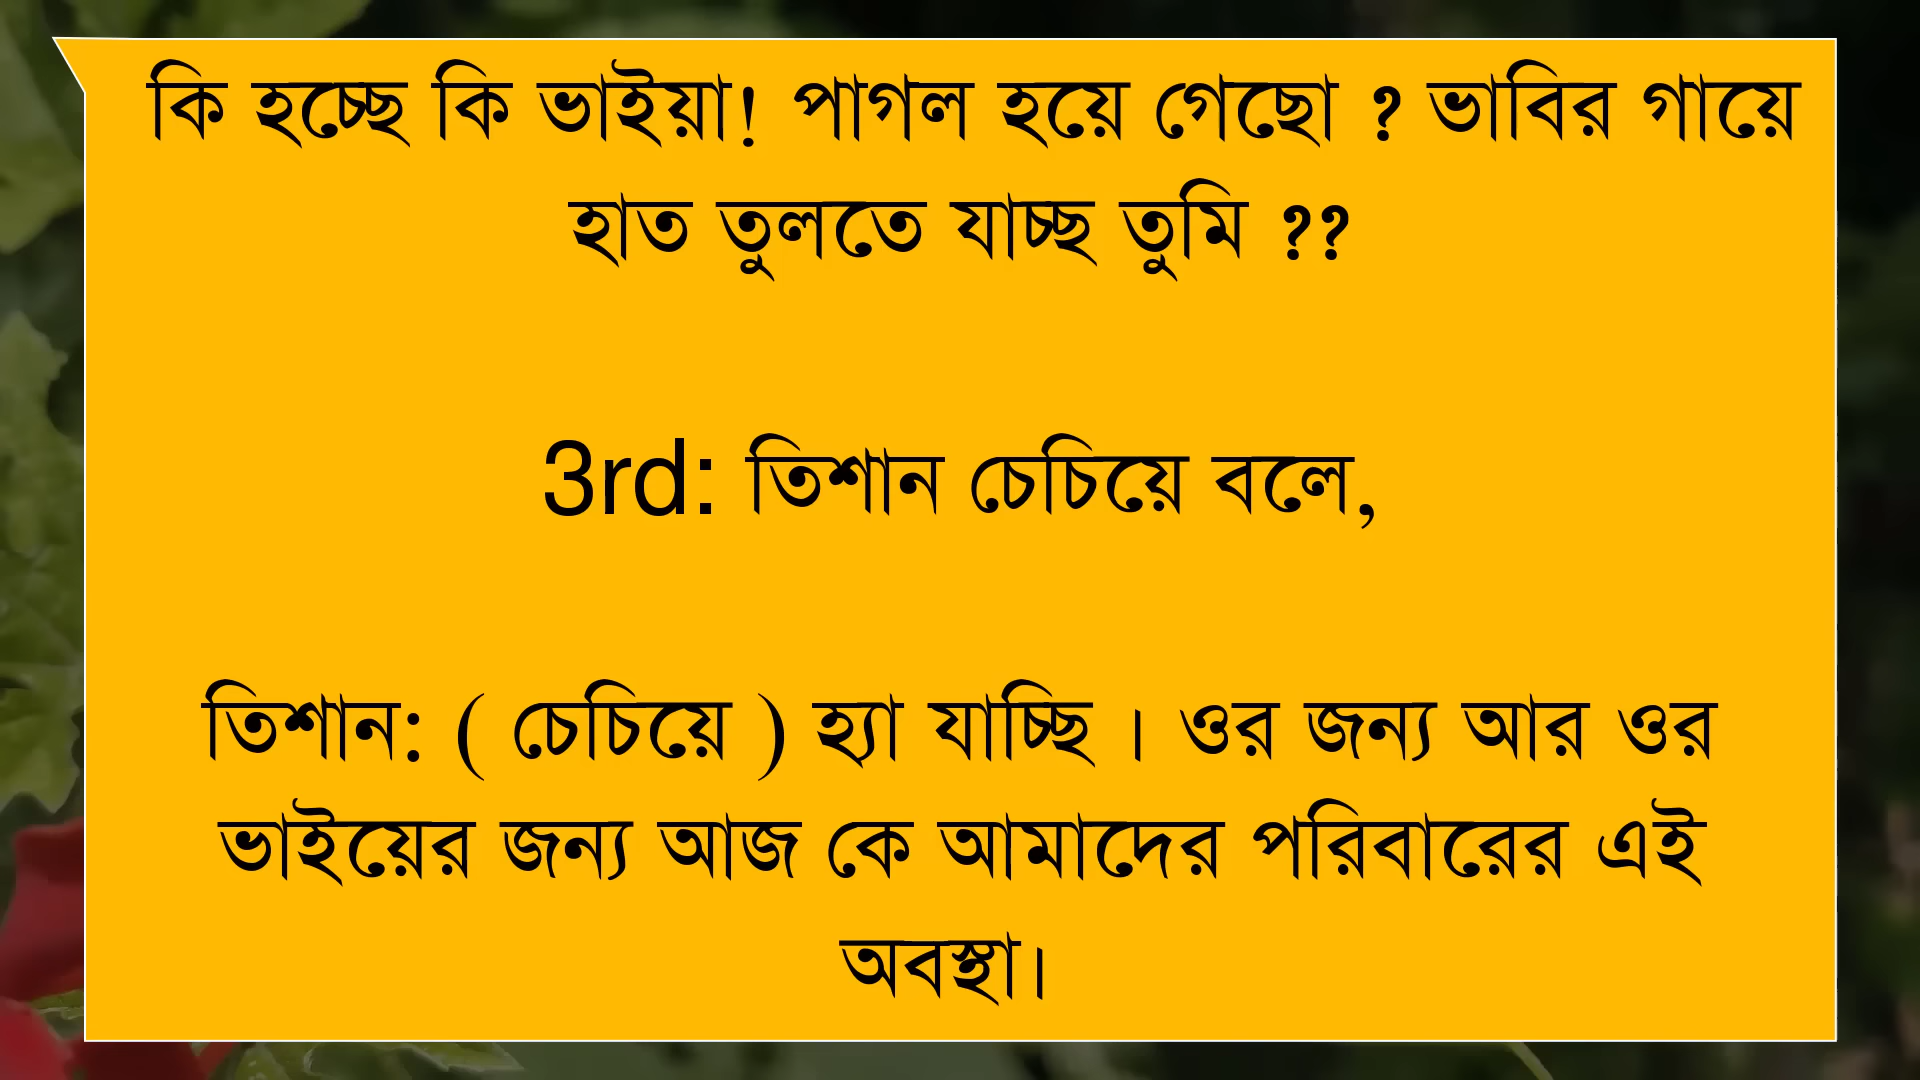 কি হচ্ছে কি ভাইয়া! পাগল হয়ে গেছো ? ভাবির গায়ে
হাত তুলতে যাচ্ছ তুমি ??
3rd: তিশান চেচিয়ে বলে,
তিশান: ( চেচিয়ে ) হ্যা যাচ্ছি । ওর জন্য আর ওর
ভাইয়ের জন্য আজ কে আমাদের পরিবারের এই
অবস্থা।